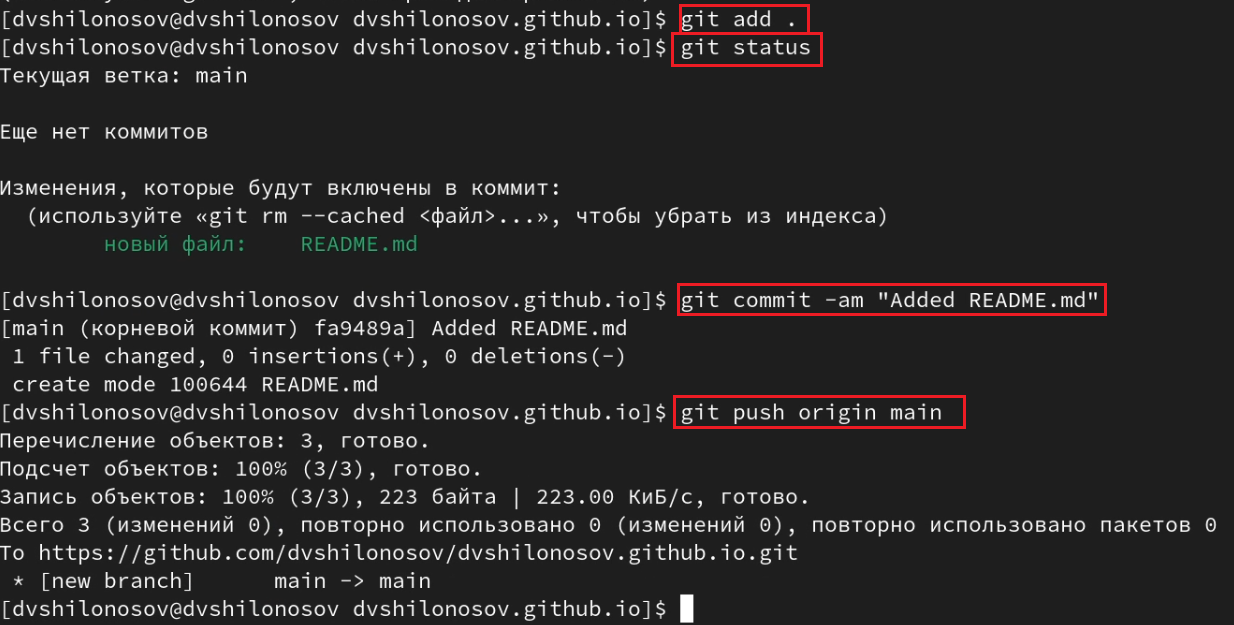 [dvshilonosov@dvshilonosov dvshilonosov.github.io]$ git add .
[dvshilonosov@dvshilonosov dvshilonosov.github.io]$ git status
Текущая ветка: main
Еще нет коммитов
Изменения, которые будут включены в коммит:
(используйте «git rm --cached <файл>...», чтобы убрать из индекса)
новый файл: README.md
[dvshilonosov@dvshilonosov dvshilonosov.github.io]$ git commit -am "Added README.md"
[main (корневой коммит) fa9489a] Added README.md
1 file changed, 0 insertions(+), 0 deletions(-)
create mode 100644 README.md
[dvshilonosov@dvshilonosov dvshilonosov.github.io]$ git push origin main
Перечисление объектов: 3, готово.
Подсчет объектов: 100% (3/3), готово.
Запись объектов: 100% (3/3), 223 байта | 223.00 КиБ/с, готово.
Всего 3 (изменений 0), повторно использовано 0 (изменений 0), повторно использовано пакетов 0
To https://github.com/dvshilonosov/dvshilonosov.github.io.git
* [new branch] main -> main
[dvshilonosov@dvshilonosov dvshilonosov.github.io]$